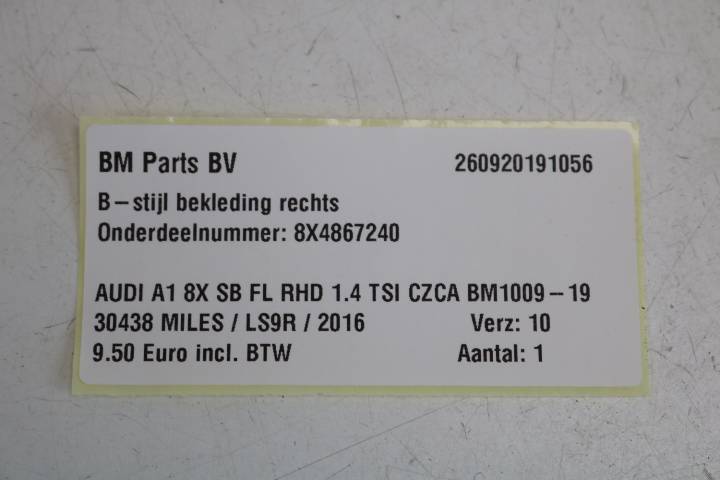 BM Parts BV 260920191056
B-stijl bekleding rechts
Onderdeelnummer: 8X4867240
AUDI A1 8X SB FL RHD 1.4 TSI CZCA BM1009-19
30438 MILES / LS9R / 2016 Verz: 10
9.50 Euro incl. BTW Aantal: 1